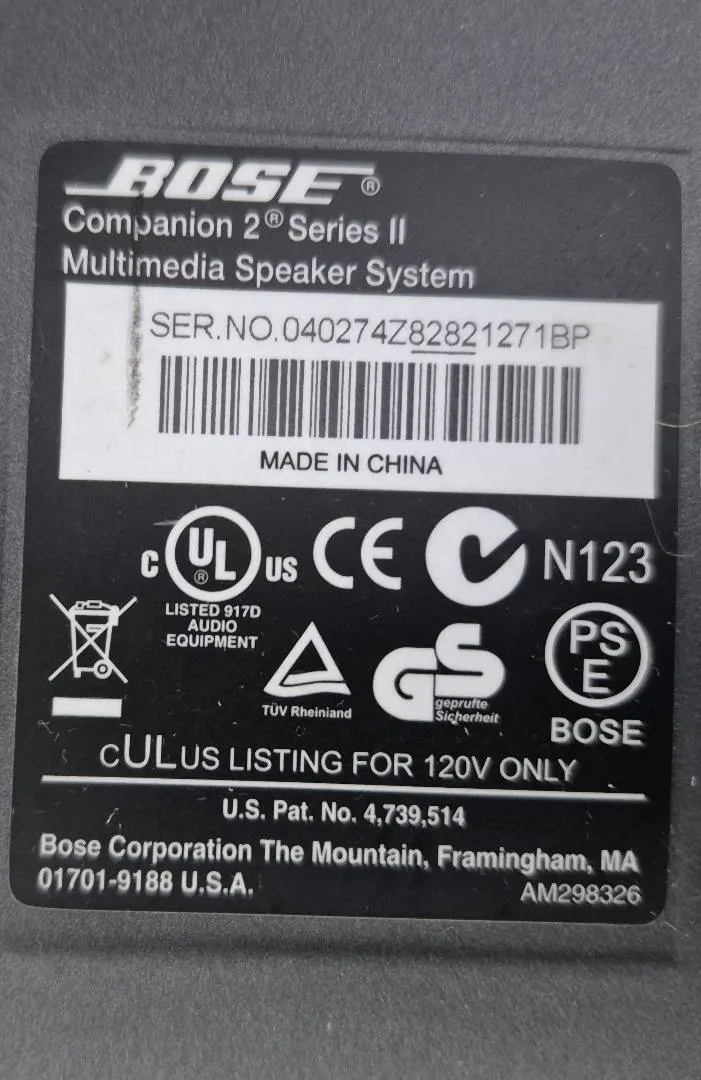 BOSE®
Companion 2® Series II
Multimedia Speaker System
SER.NO.040274Z82821271BP
MADE IN CHINA
C UL® US CE N123
LISTED 917D
AUDIO
EQUIPMENT
PS
E
TÜV Rheinland
GS
geprüfte
Sicherheit
BOSE
CULUS LISTING FOR 120V ONLY
U.S. Pat. No. 4,739,514
Bose Corporation The Mountain, Framingham, MA
01701-9188 U.S.A.
AM298326